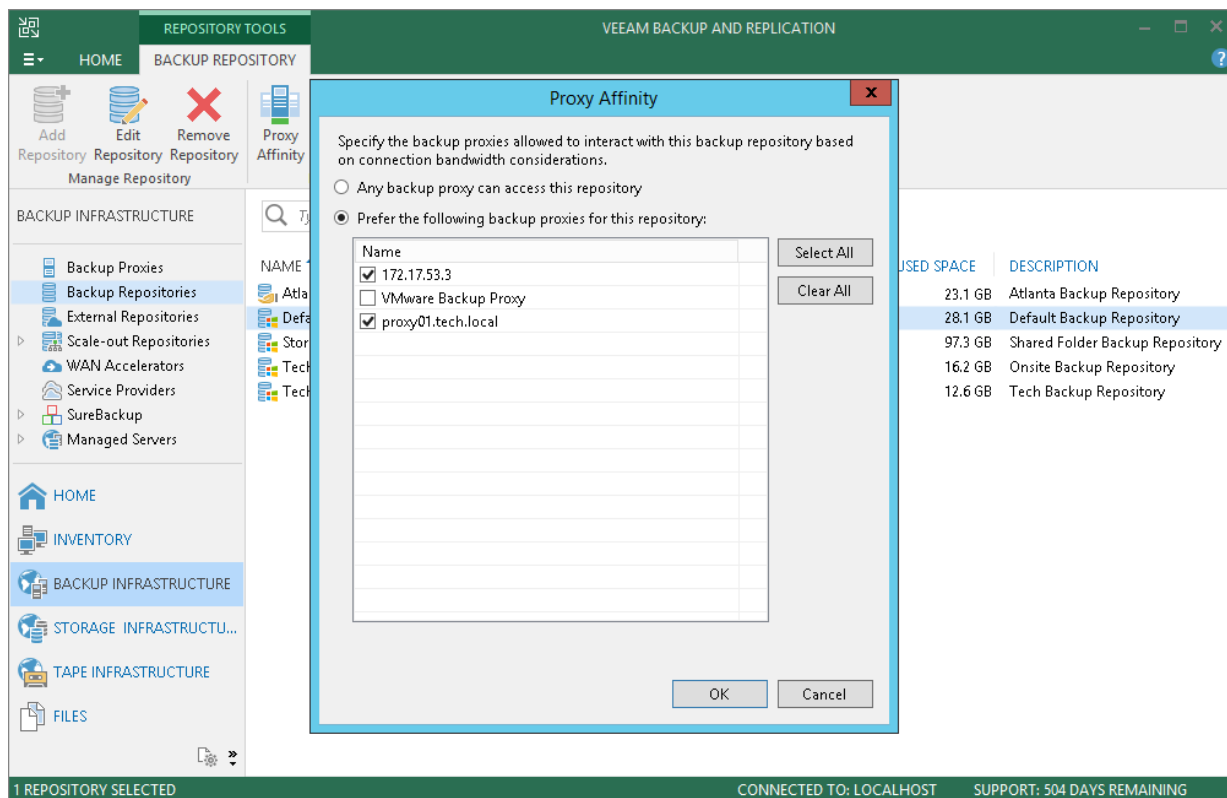 REPOSITORY TOOLS
VEEAM BACKUP AND REPLICATION
HOME
BACKUP REPOSITORY
?
Add Repository
Edit Repository
Remove Repository
Proxy Affinity
Manage Repository
BACKUP INFRASTRUCTURE
Backup Proxies
Backup Repositories
External Repositories
Scale-out Repositories
WAN Accelerators
Service Providers
SureBackup
Managed Servers
HOME
INVENTORY
BACKUP INFRASTRUCTURE
STORAGE INFRASTRUCTU...
TAPE INFRASTRUCTURE
FILES
Ty
NAME
Atla
Defa
Stor
Tech
Tech
Proxy Affinity
x
Specify the backup proxies allowed to interact with this backup repository based
on connection bandwidth considerations.
Any backup proxy can access this repository
Prefer the following backup proxies for this repository:
Name
172.17.53.3
VMware Backup Proxy
proxy01.tech.local
Select All
Clear All
OK
Cancel
USED SPACE DESCRIPTION
23.1 GB Atlanta Backup Repository
28.1 GB Default Backup Repository
97.3 GB Shared Folder Backup Repository
16.2 GB Onsite Backup Repository
12.6 GB Tech Backup Repository
1 REPOSITORY SELECTED
CONNECTED TO: LOCALHOST
SUPPORT: 504 DAYS REMAINING